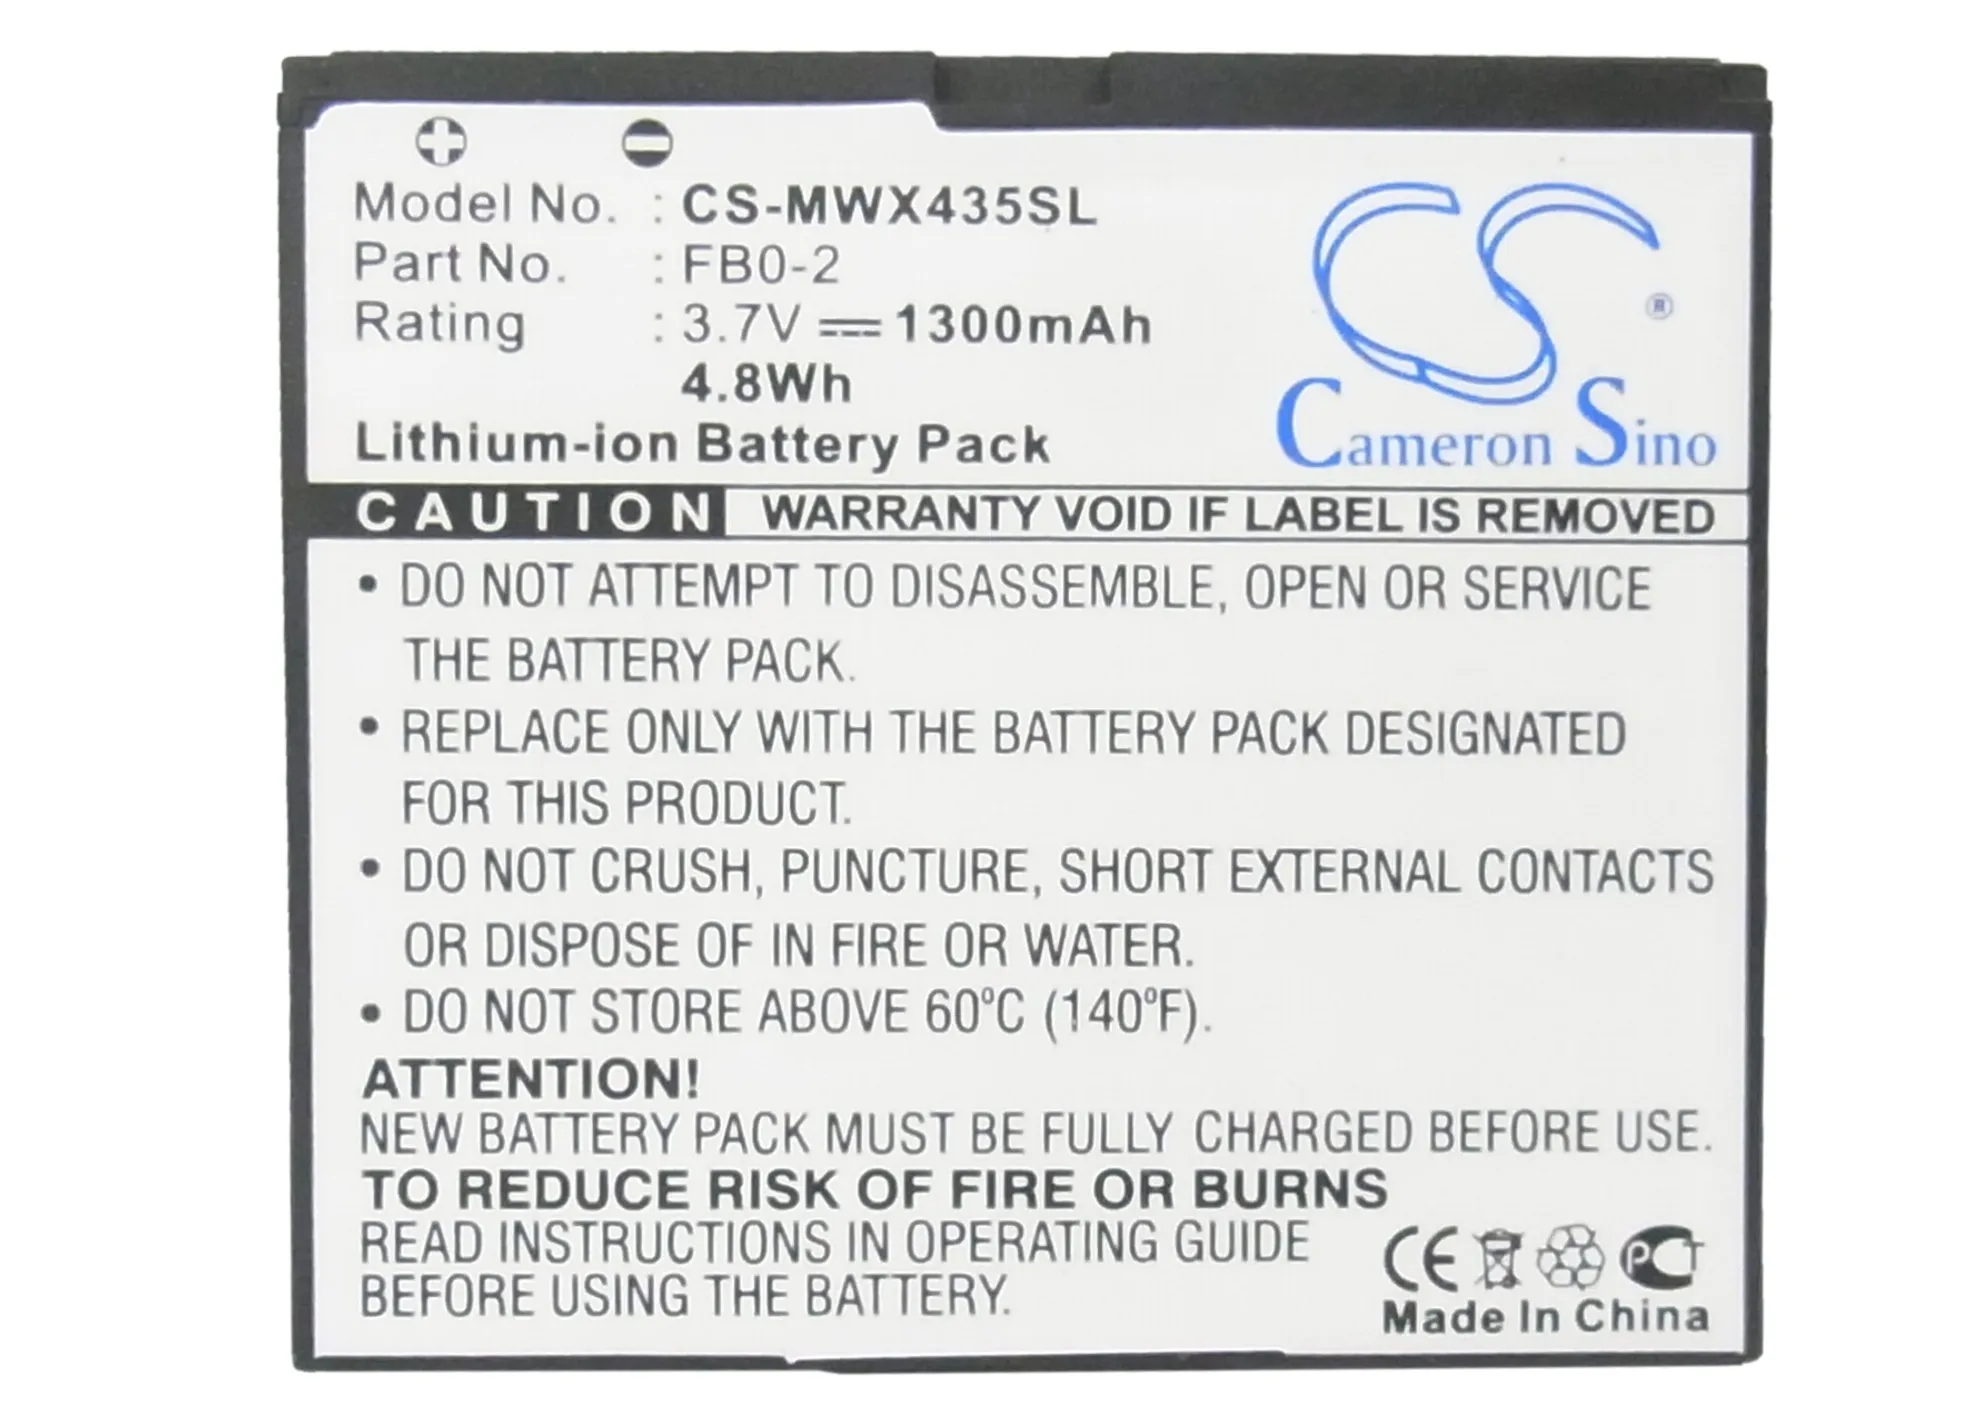 Model No. : CS-MWX435SL
Part No. : FB0-2
Rating : 3.7V 1300mAh
4.8Wh
Lithium-ion Battery Pack
CS ®
Cameron Sino
CAUTION WARRANTY VOID IF LABEL IS REMOVED
• DO NOT ATTEMPT TO DISASSEMBLE, OPEN OR SERVICE
THE BATTERY PACK.
• REPLACE ONLY WITH THE BATTERY PACK DESIGNATED
FOR THIS PRODUCT.
• DO NOT CRUSH, PUNCTURE, SHORT EXTERNAL CONTACTS
OR DISPOSE OF IN FIRE OR WATER.
• DO NOT STORE ABOVE 60°C (140°F).
ATTENTION!
NEW BATTERY PACK MUST BE FULLY CHARGED BEFORE USE.
TO REDUCE RISK OF FIRE OR BURNS
READ INSTRUCTIONS IN OPERATING GUIDE
BEFORE USING THE BATTERY.
CE PCT
Made In China